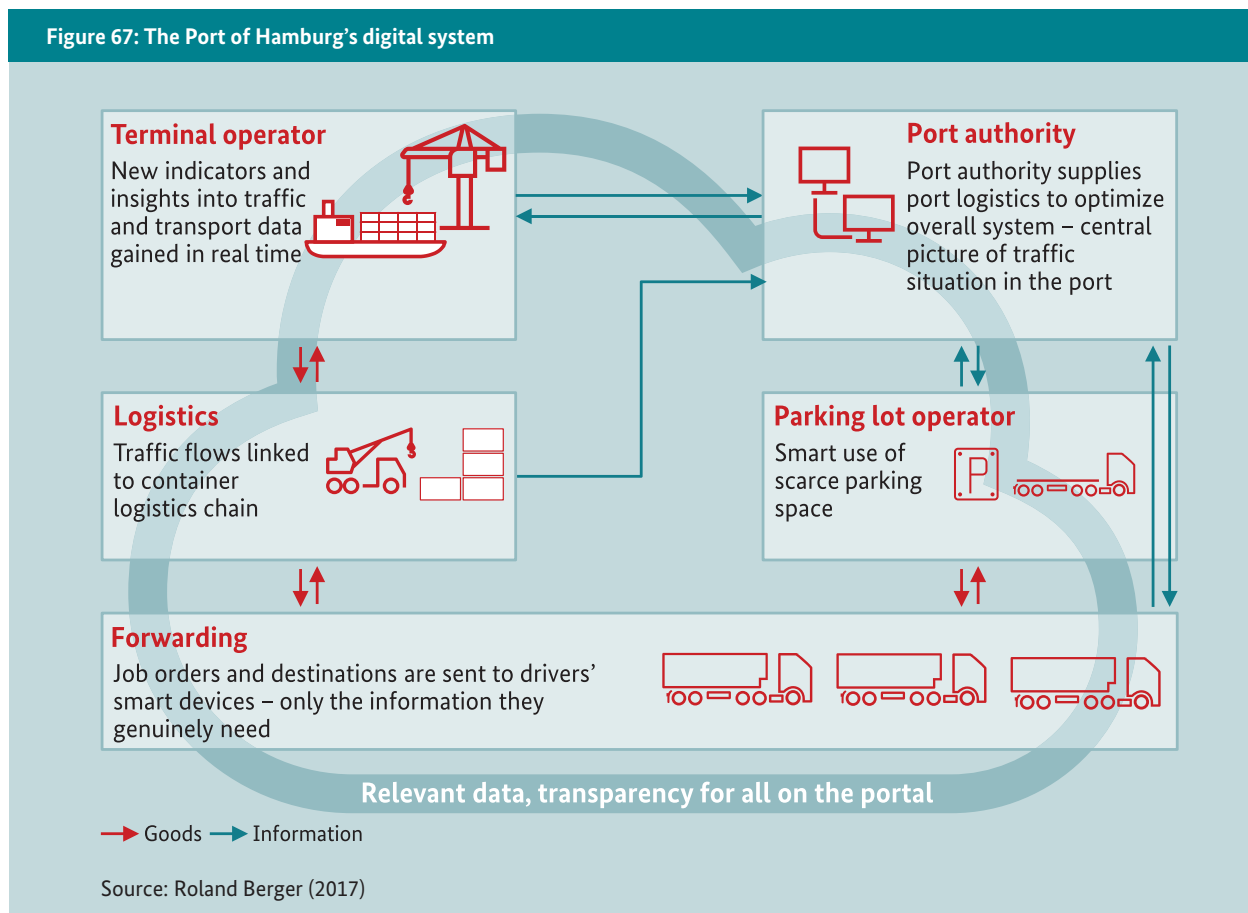 Figure 67: The Port of Hamburg's digital system
Terminal operator
New indicators and
insights into traffic
and transport data
gained in real time
Port authority
Port authority supplies
port logistics to optimize
overall system – central
picture of traffic
situation in the port
Logistics
Traffic flows linked
to container
logistics chain
Parking lot operator
Smart use of
scarce parking
space
P
Forwarding
Job orders and destinations are sent to drivers'
smart devices – only the information they
genuinely need
Relevant data, transparency for all on the portal
Goods
Information
Source: Roland Berger (2017)